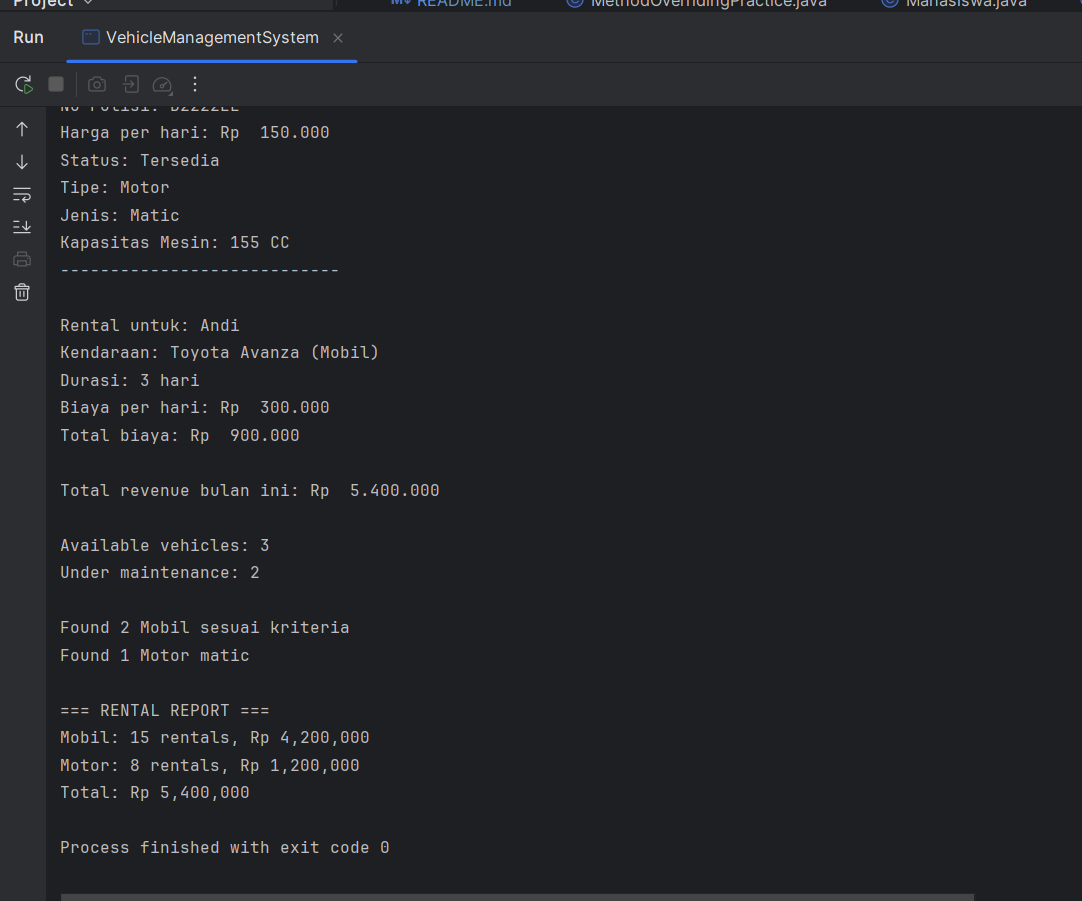 Project
README.md
MethodOverridingPractice.java
Mahasiswa.java
Run
VehicleManagementSystem
No Polisi: B2222EE
Harga per hari: Rp  150.000
Status: Tersedia
Tipe: Motor
Jenis: Matic
Kapasitas Mesin: 155 CC
----------------------------
Rental untuk: Andi
Kendaraan: Toyota Avanza (Mobil)
Durasi: 3 hari
Biaya per hari: Rp  300.000
Total biaya: Rp  900.000
Total revenue bulan ini: Rp  5.400.000
Available vehicles: 3
Under maintenance: 2
Found 2 Mobil sesuai kriteria
Found 1 Motor matic
=== RENTAL REPORT ===
Mobil: 15 rentals, Rp 4,200,000
Motor: 8 rentals, Rp 1,200,000
Total: Rp 5,400,000
Process finished with exit code 0